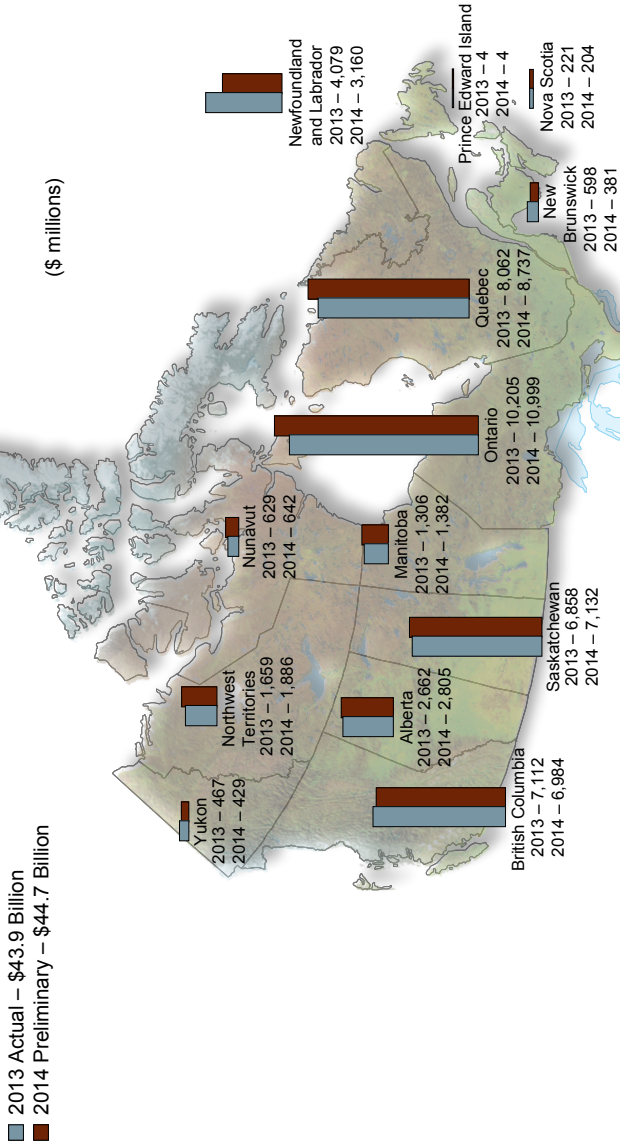 2013 Actual – $43.9 Billion
2014 Preliminary – $44.7 Billion
($ millions)
Yukon
2013 – 467
2014 – 429
Northwest
Territories
2013 – 1,659
2014 – 1,886
Nunavut
2013 – 629
2014 – 642
Newfoundland
and Labrador
2013 – 4,079
2014 – 3,160
British Columbia
2013 – 7,112
2014 – 6,984
Alberta
2013 – 2,662
2014 – 2,805
Saskatchewan
2013 – 6,858
2014 – 7,132
Manitoba
2013 – 1,306
2014 – 1,382
Ontario
2013 – 10,205
2014 – 10,999
Quebec
2013 – 8,062
2014 – 8,737
New
Brunswick
2013 – 598
2014 – 381
Prince Edward Island
2013 – 4
2014 – 4
Nova Scotia
2013 – 221
2014 – 204